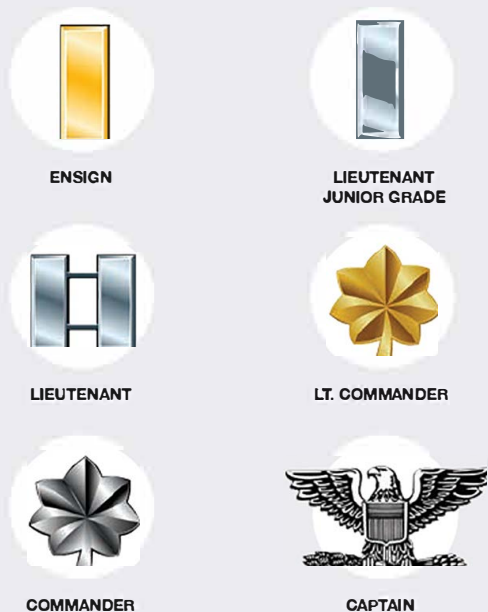 ENSIGN
LIEUTENANT
JUNIOR GRADE
LIEUTENANT
LT. COMMANDER
COMMANDER
CAPTAIN